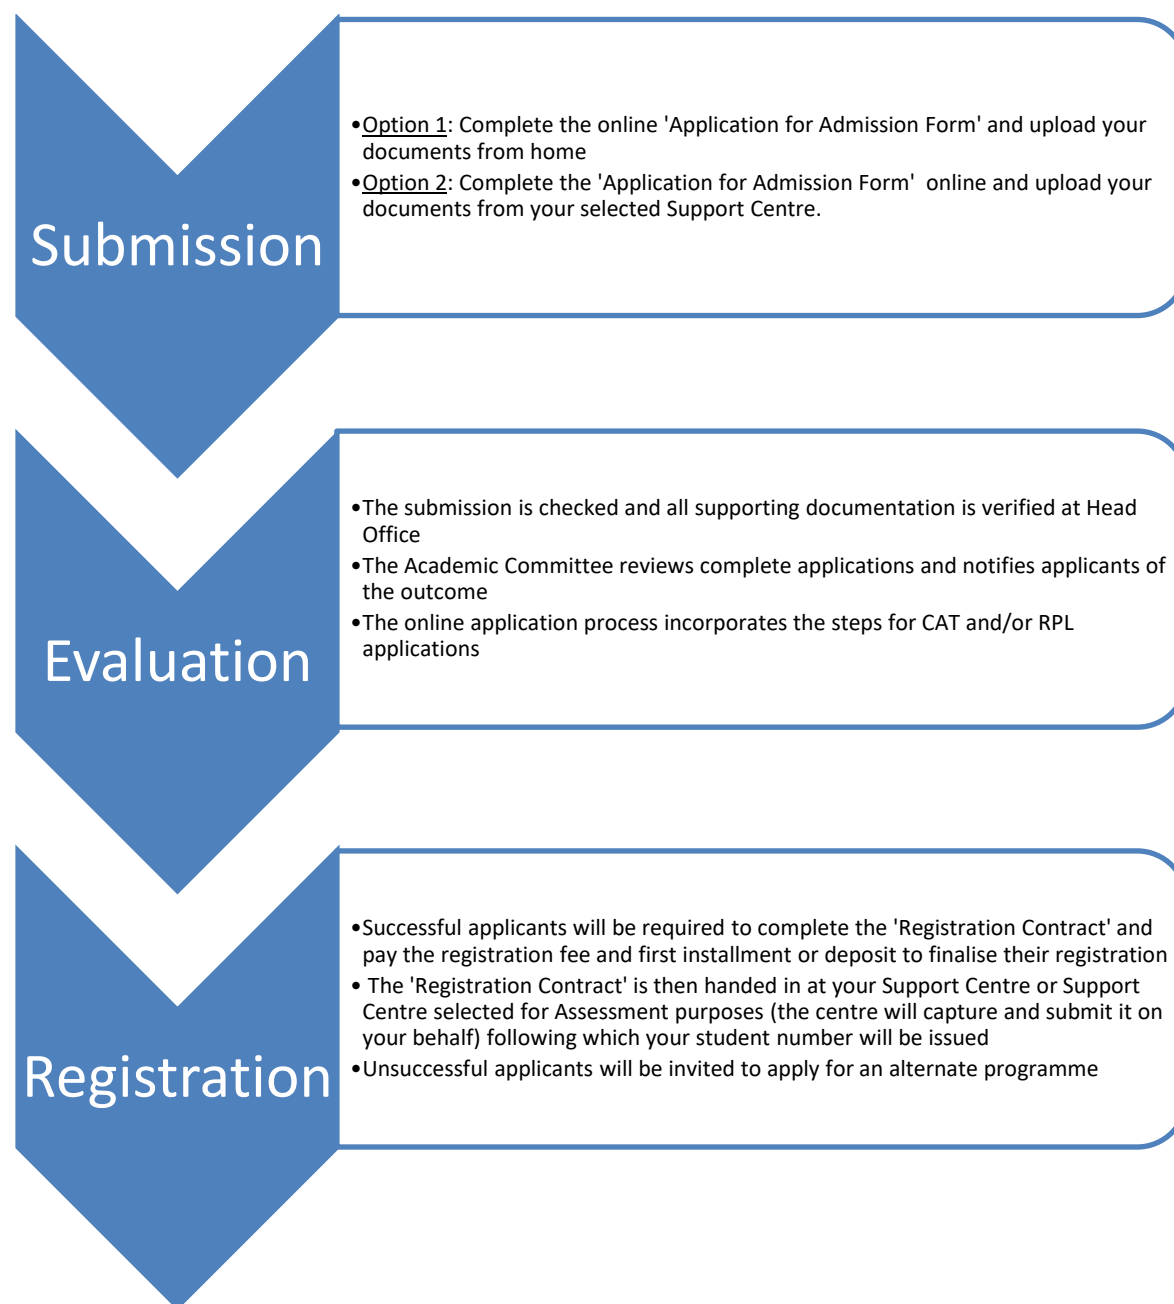 Submission
•Option 1: Complete the online 'Application for Admission Form' and upload your
documents from home
•Option 2: Complete the 'Application for Admission Form'  online and upload your
documents from your selected Support Centre.
Evaluation
•The submission is checked and all supporting documentation is verified at Head
Office
•The Academic Committee reviews complete applications and notifies applicants of
the outcome
•The online application process incorporates the steps for CAT and/or RPL
applications
Registration
•Successful applicants will be required to complete the 'Registration Contract' and
pay the registration fee and first installment or deposit to finalise their registration
• The 'Registration Contract' is then handed in at your Support Centre or Support
Centre selected for Assessment purposes (the centre will capture and submit it on
your behalf) following which your student number will be issued
•Unsuccessful applicants will be invited to apply for an alternate programme